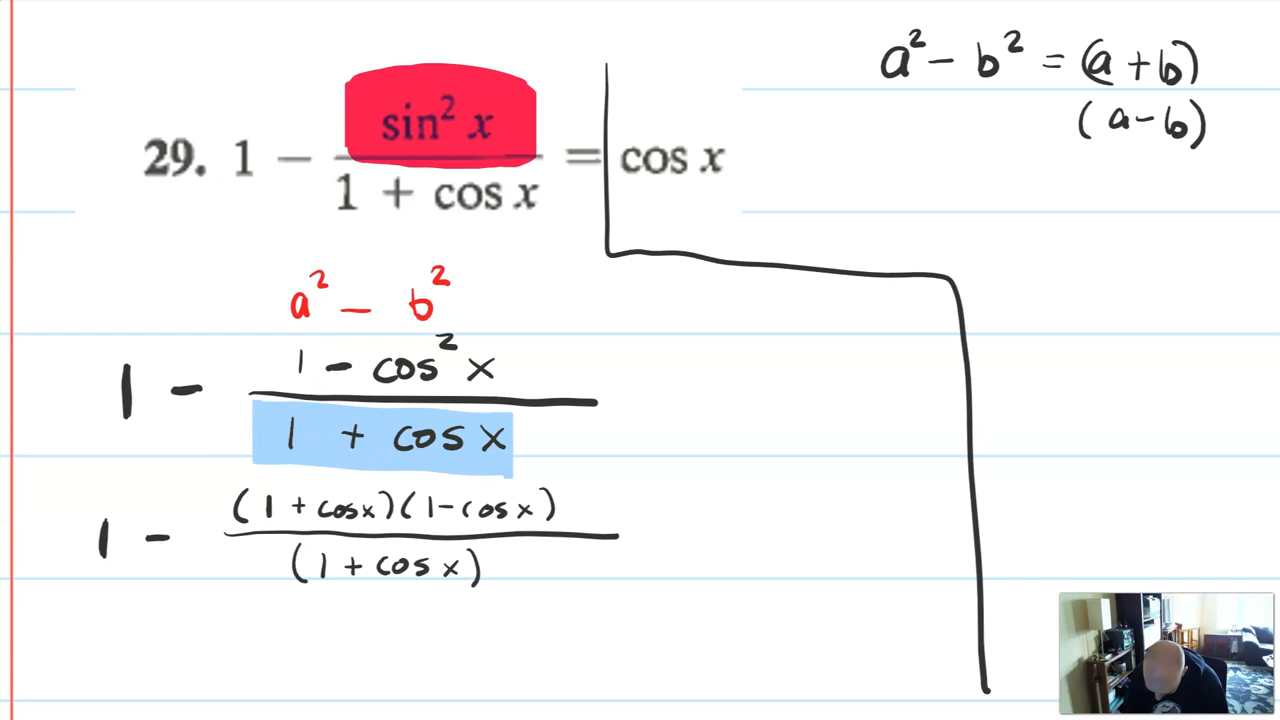 a² − b² = (a + b)
(a − b)
29. 1 − sin² x / 1 + cos x = cos x
a² − b²
1 − 1 − cos² x / 1 + cos x
1 − (1 + cos x)(1 − cos x) / (1 + cos x)